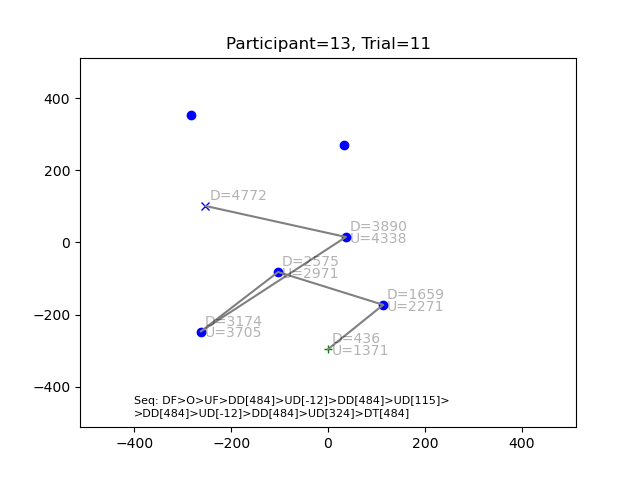 Participant=13, Trial=11
400
200
0
−200
−400
−400
−200
0
200
400
D=4772
D=3890
U=4338
D=2575
U=2971
D=1659
U=2271
D=3174
U=3705
D=436
U=1371
Seq: DF>O>UF>DD[484]>UD[-12]>DD[484]>UD[115]>
>DD[484]>UD[-12]>DD[484]>UD[324]>DT[484]